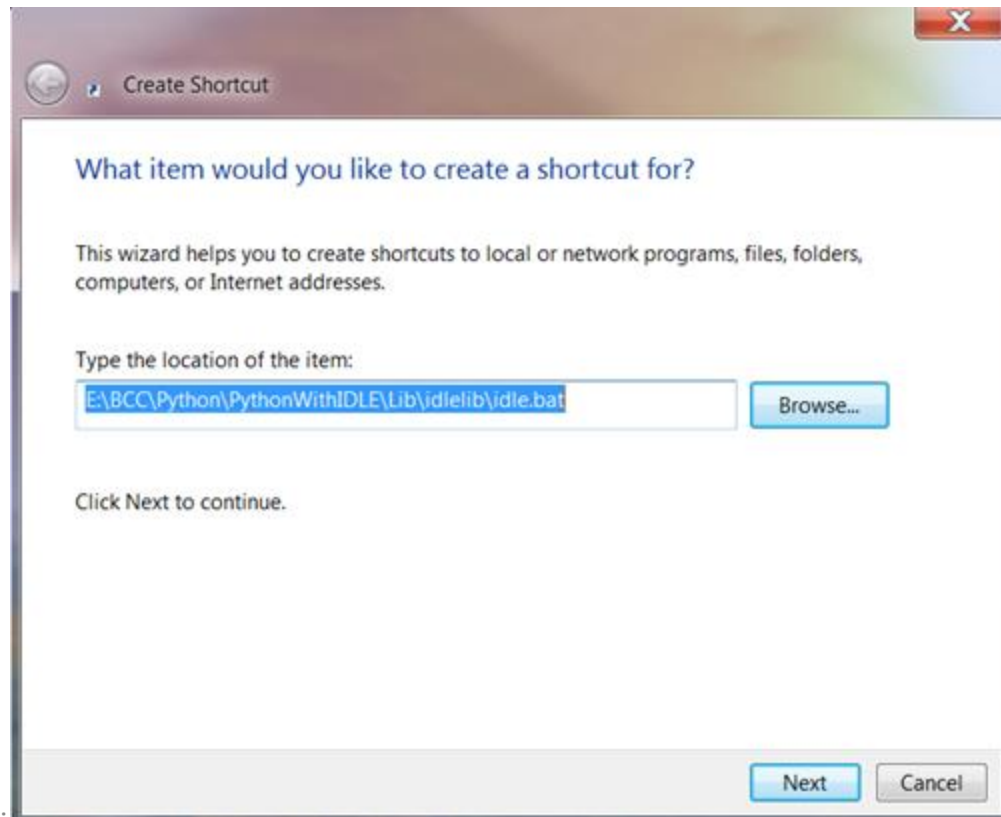 Create Shortcut
What item would you like to create a shortcut for?
This wizard helps you to create shortcuts to local or network programs, files, folders,
computers, or Internet addresses.
Type the location of the item:
E:\BCC\Python\PythonWithIDLE\Lib\idlelib\idle.bat
Browse...
Click Next to continue.
Next
Cancel